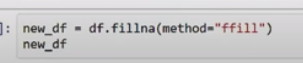 ]: new_df = df.fillna(method="ffill")
new_df